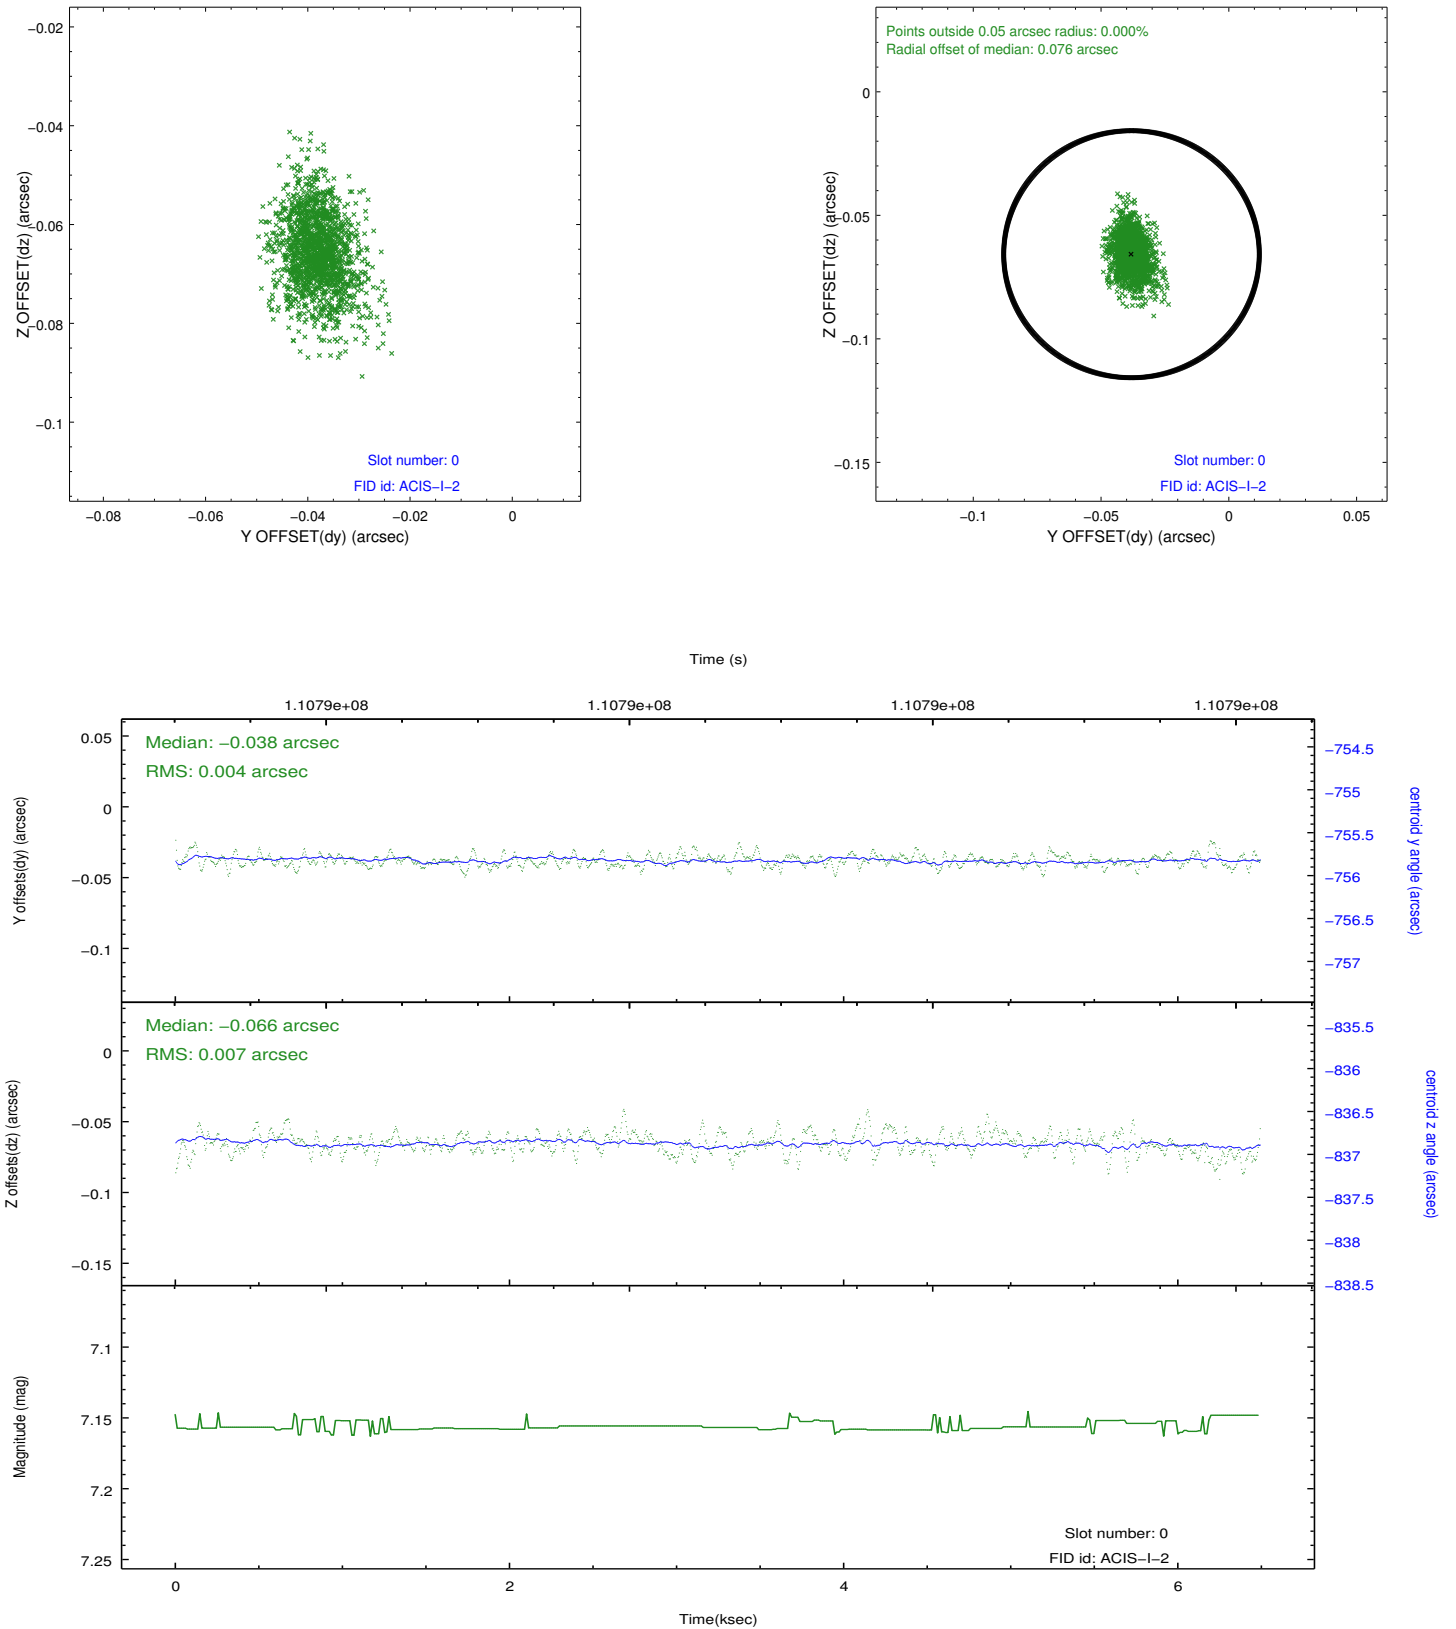 −0.02
−0.04
−0.06
−0.08
−0.1
Z OFFSET(dz) (arcsec)
Slot number: 0
FID id: ACIS−I−2
−0.08 −0.06 −0.04 −0.02 0
Y OFFSET(dy) (arcsec)
Points outside 0.05 arcsec radius: 0.000%
Radial offset of median: 0.076 arcsec
0
−0.05
−0.1
−0.15
Z OFFSET(dz) (arcsec)
Slot number: 0
FID id: ACIS−I−2
−0.1 −0.05 0 0.05
Y OFFSET(dy) (arcsec)
Time (s)
1.1079e+08 1.1079e+08 1.1079e+08 1.1079e+08
Median: −0.038 arcsec
RMS: 0.004 arcsec
0.05
0
−0.05
−0.1
Y offsets(dy) (arcsec)
−754.5
−755
−755.5
−756
−756.5
−757
centroid y angle (arcsec)
Median: −0.066 arcsec
RMS: 0.007 arcsec
0
−0.05
−0.1
−0.15
Z offsets(dz) (arcsec)
−835.5
−836
−836.5
−837
−837.5
−838
−838.5
centroid z angle (arcsec)
7.1
7.15
7.2
7.25
Magnitude (mag)
Slot number: 0
FID id: ACIS−I−2
0 2 4 6
Time(ksec)